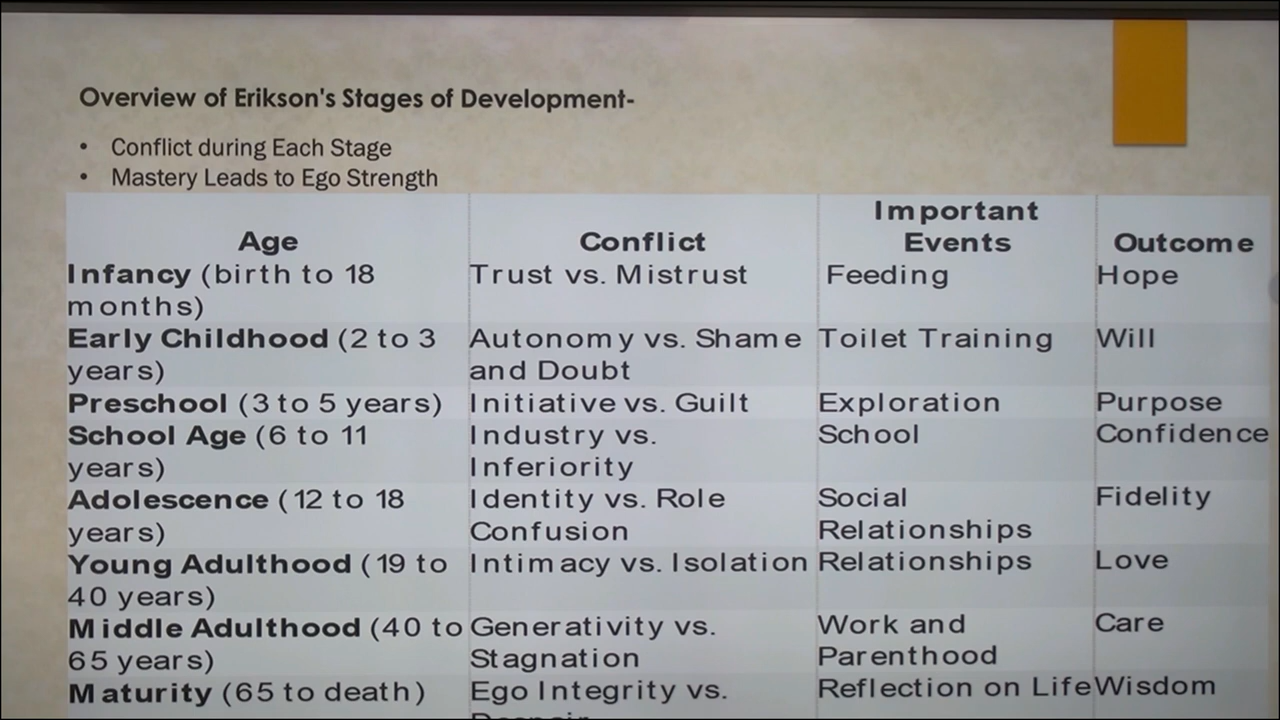 Overview of Erikson's Stages of Development-
• Conflict during Each Stage
• Mastery Leads to Ego Strength
Age Conflict Important Events Outcome
Infancy (birth to 18 months) Trust vs. Mistrust Feeding Hope
Early Childhood (2 to 3 years) Autonomy vs. Shame and Doubt Toilet Training Will
Preschool (3 to 5 years) Initiative vs. Guilt Exploration Purpose
School Age (6 to 11 years) Industry vs. Inferiority School Confidence
Adolescence (12 to 18 years) Identity vs. Role Confusion Social Relationships Fidelity
Young Adulthood (19 to 40 years) Intimacy vs. Isolation Relationships Love
Middle Adulthood (40 to 65 years) Generativity vs. Stagnation Work and Parenthood Care
Maturity (65 to death) Ego Integrity vs. Reflection on Life Wisdom